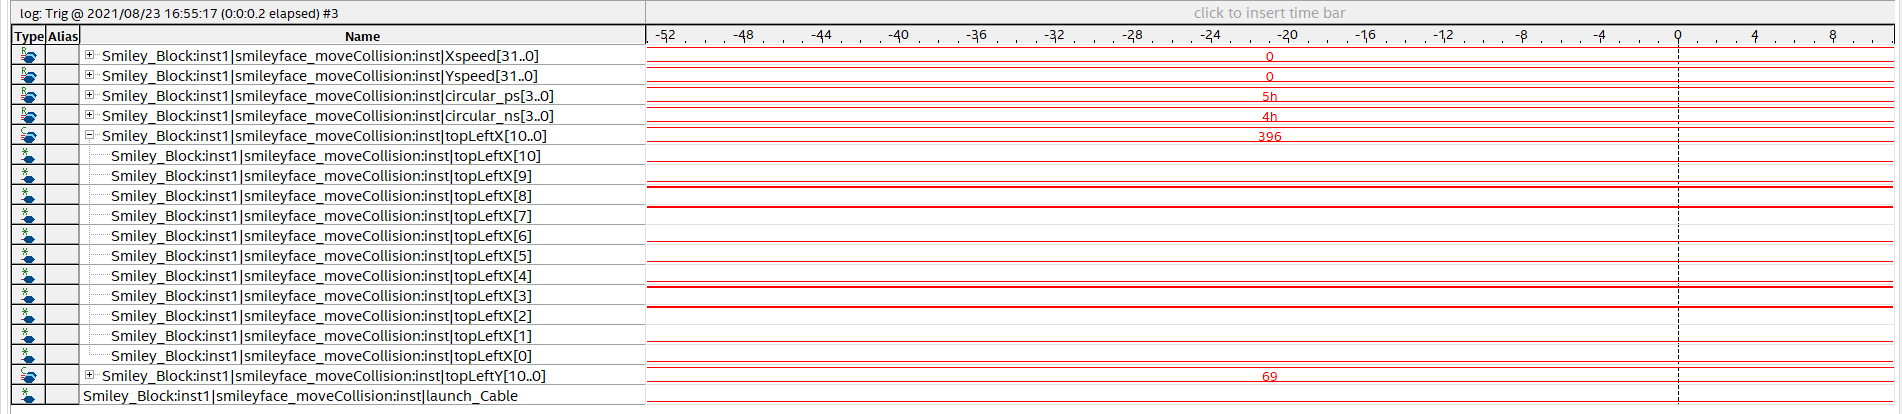 log: Trig @ 2021/08/23 16:55:17 (0:0:0.2 elapsed) #3 click to insert time bar
Type Alias Name -52 -48 -44 -40 -36 -32 -28 -24 -20 -16 -12 -8 -4 0 4 8
R Smiley_Block:inst1|smileyface_moveCollision:inst|Xspeed[31..0] 0
R Smiley_Block:inst1|smileyface_moveCollision:inst|Yspeed[31..0] 0
R Smiley_Block:inst1|smileyface_moveCollision:inst|circular_ps[3..0] 5h
R Smiley_Block:inst1|smileyface_moveCollision:inst|circular_ns[3..0] 4h
C Smiley_Block:inst1|smileyface_moveCollision:inst|topLeftX[10..0] 396
* Smiley_Block:inst1|smileyface_moveCollision:inst|topLeftX[10]
* Smiley_Block:inst1|smileyface_moveCollision:inst|topLeftX[9]
* Smiley_Block:inst1|smileyface_moveCollision:inst|topLeftX[8]
* Smiley_Block:inst1|smileyface_moveCollision:inst|topLeftX[7]
* Smiley_Block:inst1|smileyface_moveCollision:inst|topLeftX[6]
* Smiley_Block:inst1|smileyface_moveCollision:inst|topLeftX[5]
* Smiley_Block:inst1|smileyface_moveCollision:inst|topLeftX[4]
* Smiley_Block:inst1|smileyface_moveCollision:inst|topLeftX[3]
* Smiley_Block:inst1|smileyface_moveCollision:inst|topLeftX[2]
* Smiley_Block:inst1|smileyface_moveCollision:inst|topLeftX[1]
* Smiley_Block:inst1|smileyface_moveCollision:inst|topLeftX[0]
C Smiley_Block:inst1|smileyface_moveCollision:inst|topLeftY[10..0] 69
* Smiley_Block:inst1|smileyface_moveCollision:inst|launch_Cable